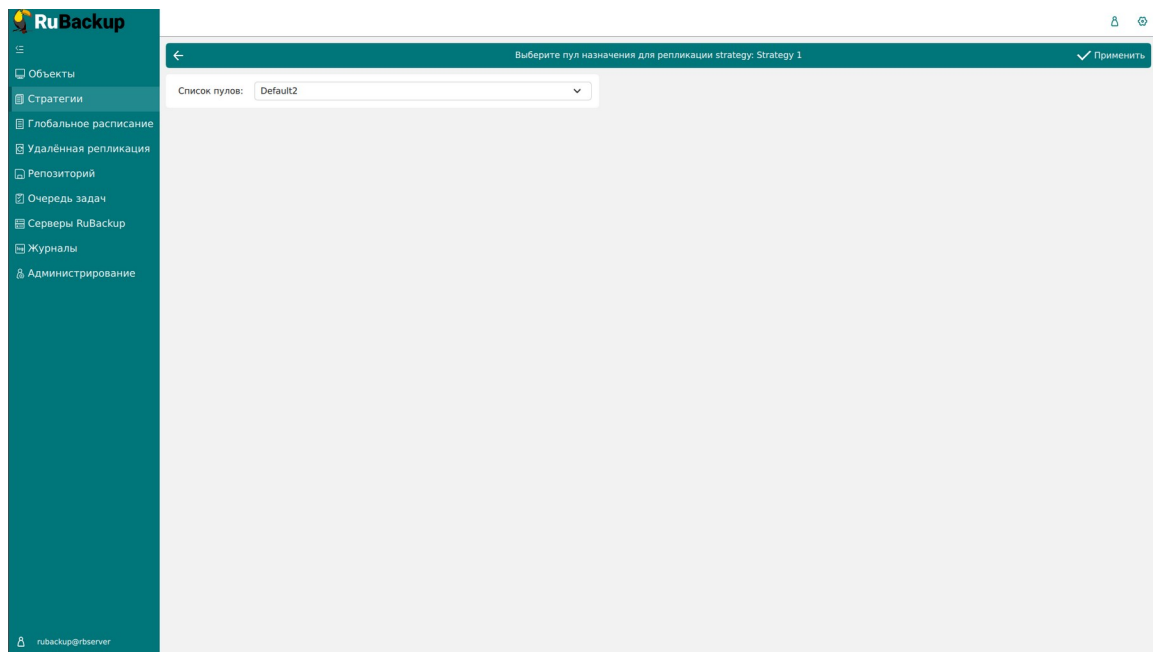 RuBackup
Объекты
Стратегии
Глобальное расписание
Удалённая репликация
Репозиторий
Очередь задач
Серверы RuBackup
Журналы
Администрирование
rubackup@rbserver
Выберите пул назначения для репликации strategy: Strategy 1
Применить
Список пулов: Default2